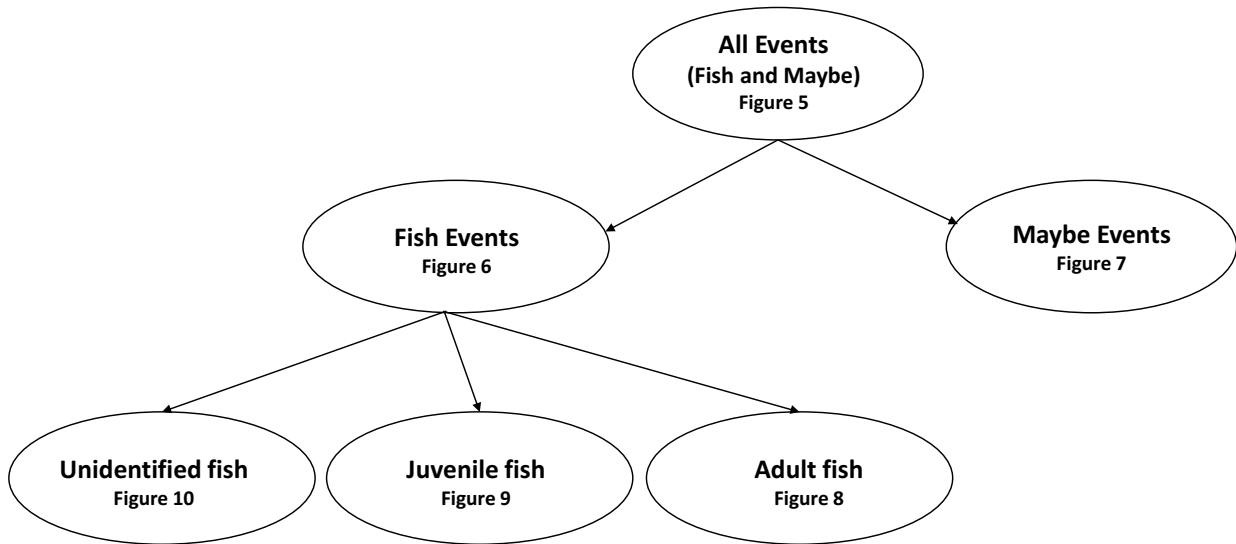 All Events
(Fish and Maybe)
Figure 5
Fish Events
Figure 6
Maybe Events
Figure 7
Unidentified fish
Figure 10
Juvenile fish
Figure 9
Adult fish
Figure 8